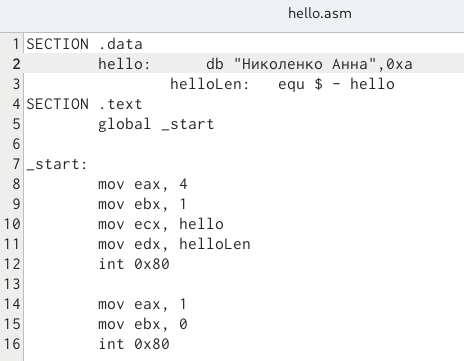 hello.asm
1 SECTION .data
2 hello: db "Николенко Анна",0xa
3 helloLen: equ $ - hello
4 SECTION .text
5 global _start
6
7 _start:
8 mov eax, 4
9 mov ebx, 1
10 mov ecx, hello
11 mov edx, helloLen
12 int 0x80
13
14 mov eax, 1
15 mov ebx, 0
16 int 0x80